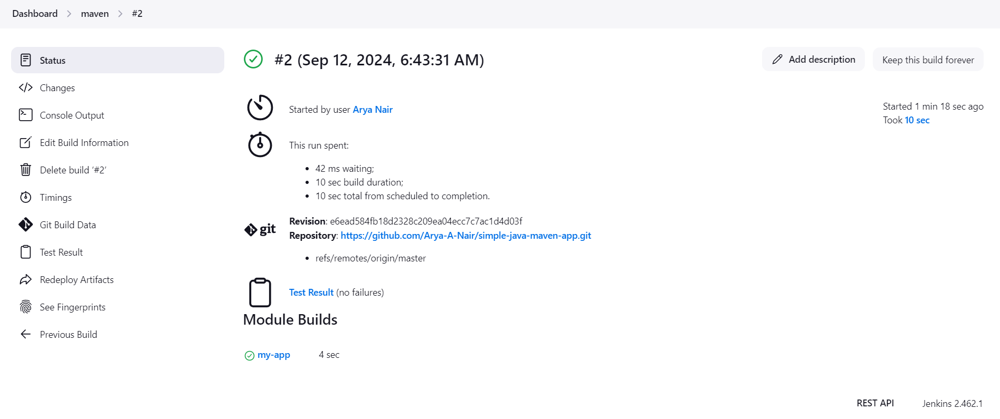 Dashboard > maven > #2
Status
Changes
Console Output
Edit Build Information
Delete build ‘#2’
Timings
Git Build Data
Test Result
Redeploy Artifacts
See Fingerprints
Previous Build
#2 (Sep 12, 2024, 6:43:31 AM)
Add description
Keep this build forever
Started by user Arya Nair
Started 1 min 18 sec ago
Took 10 sec
This run spent:
• 42 ms waiting;
• 10 sec build duration;
• 10 sec total from scheduled to completion.
git
Revision: e6ead584fb18d2328c209ea04ecc7c7ac1d4d03f
Repository: https://github.com/Arya-A-Nair/simple-java-maven-app.git
• refs/remotes/origin/master
Test Result (no failures)
Module Builds
my-app 4 sec
REST API Jenkins 2.462.1